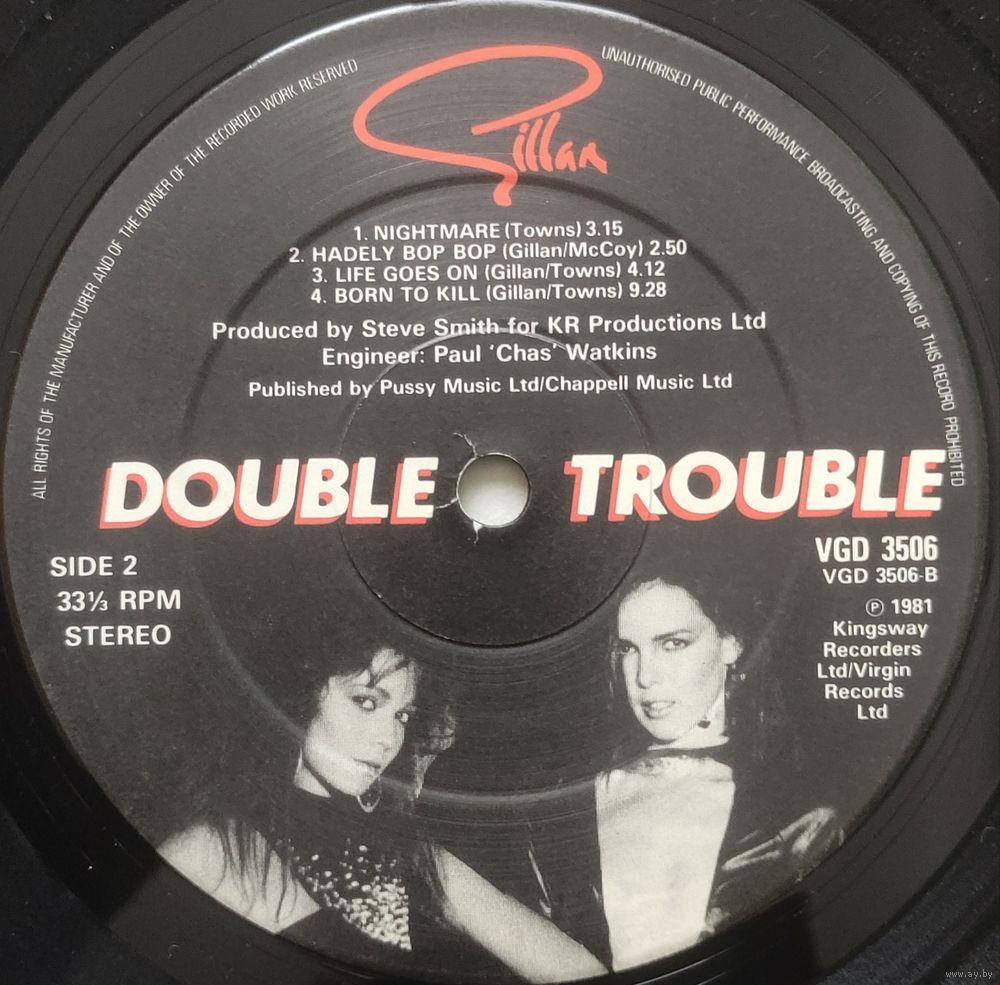 Gillan
ALL RIGHTS OF THE MANUFACTURER AND OF THE OWNER OF THE RECORDED WORK RESERVED
UNAUTHORISED PUBLIC PERFORMANCE BROADCASTING AND COPYING OF THIS RECORD PROHIBITED
1. NIGHTMARE (Towns) 3.15
2. HADELY BOP BOP (Gillan/McCoy) 2.50
3. LIFE GOES ON (Gillan/Towns) 4.12
4. BORN TO KILL (Gillan/Towns) 9.28
Produced by Steve Smith for KR Productions Ltd
Engineer: Paul 'Chas' Watkins
Published by Pussy Music Ltd/Chappell Music Ltd
DOUBLE TROUBLE
SIDE 2
33⅓ RPM
STEREO
VGD 3506
VGD 3506-B
℗ 1981
Kingsway
Recorders
Ltd/Virgin
Records
Ltd
www.ay.by